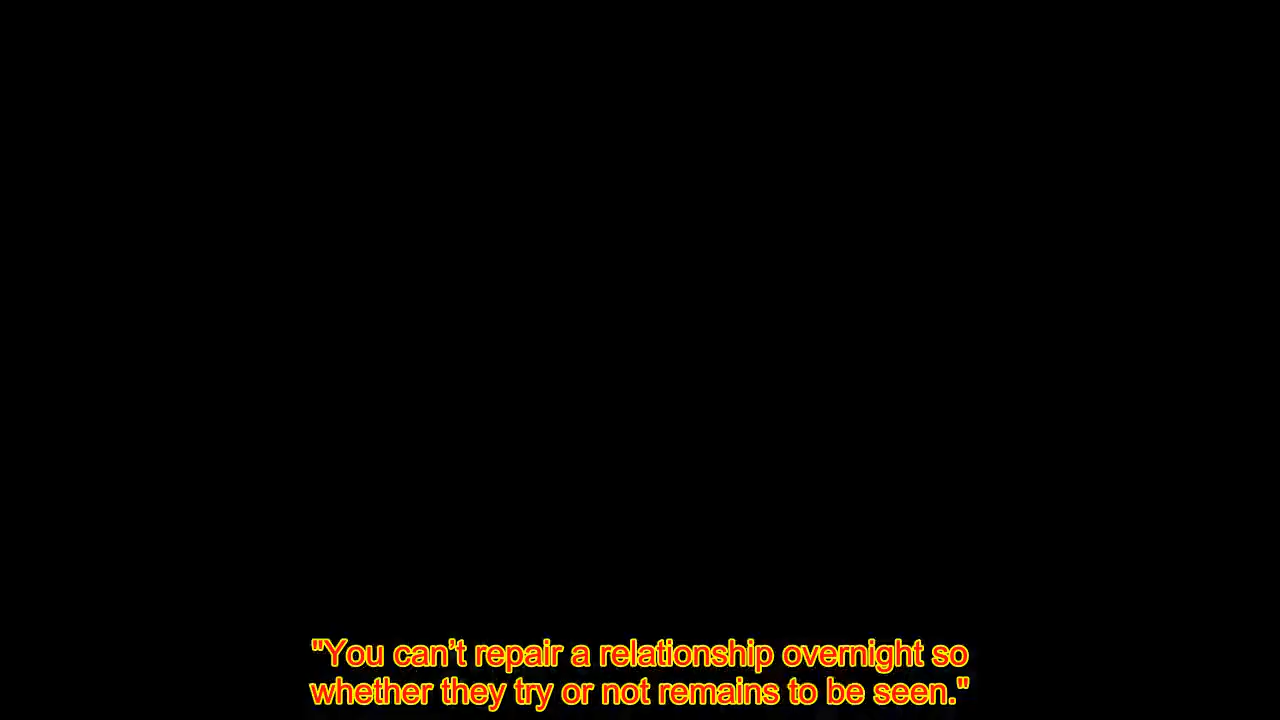 "You can’t repair a relationship overnight so
whether they try or not remains to be seen."